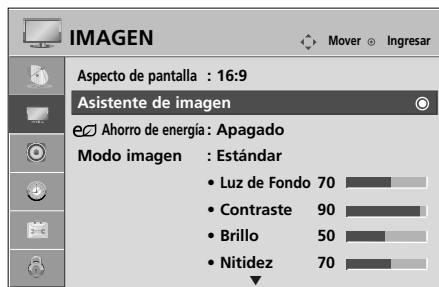 IMAGEN Mover Ingresar
Aspecto de pantalla : 16:9
Asistente de imagen
Ahorro de energía : Apagado
Modo imagen : Estándar
• Luz de Fondo 70
• Contraste 90
• Brillo 50
• Nitidez 70